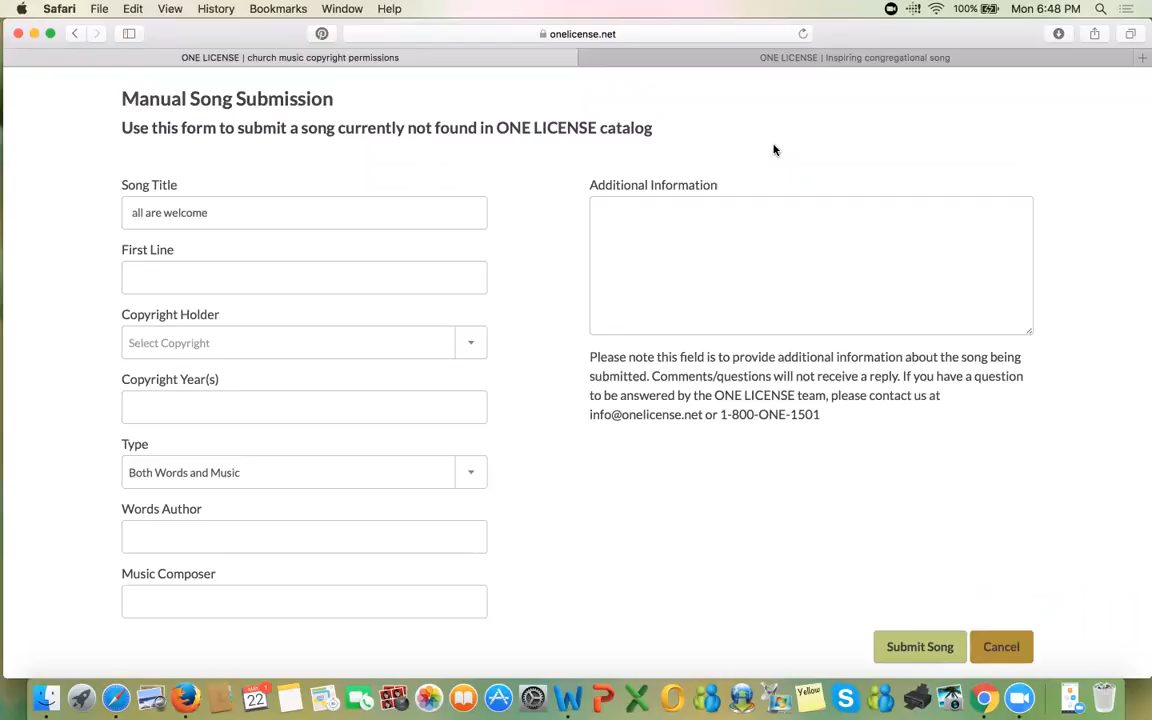 Safari File Edit View History Bookmarks Window Help 100% Mon 6:48 PM
onelicense.net
ONE LICENSE | church music copyright permissions
ONE LICENSE | Inspiring congregational song
Manual Song Submission
Use this form to submit a song currently not found in ONE LICENSE catalog
Song Title
all are welcome
First Line
Copyright Holder
Select Copyright
Copyright Year(s)
Type
Both Words and Music
Words Author
Music Composer
Additional Information
Please note this field is to provide additional information about the song being
submitted. Comments/questions will not receive a reply. If you have a question
to be answered by the ONE LICENSE team, please contact us at
info@onelicense.net or 1-800-ONE-1501
Submit Song
Cancel
22
Yellow